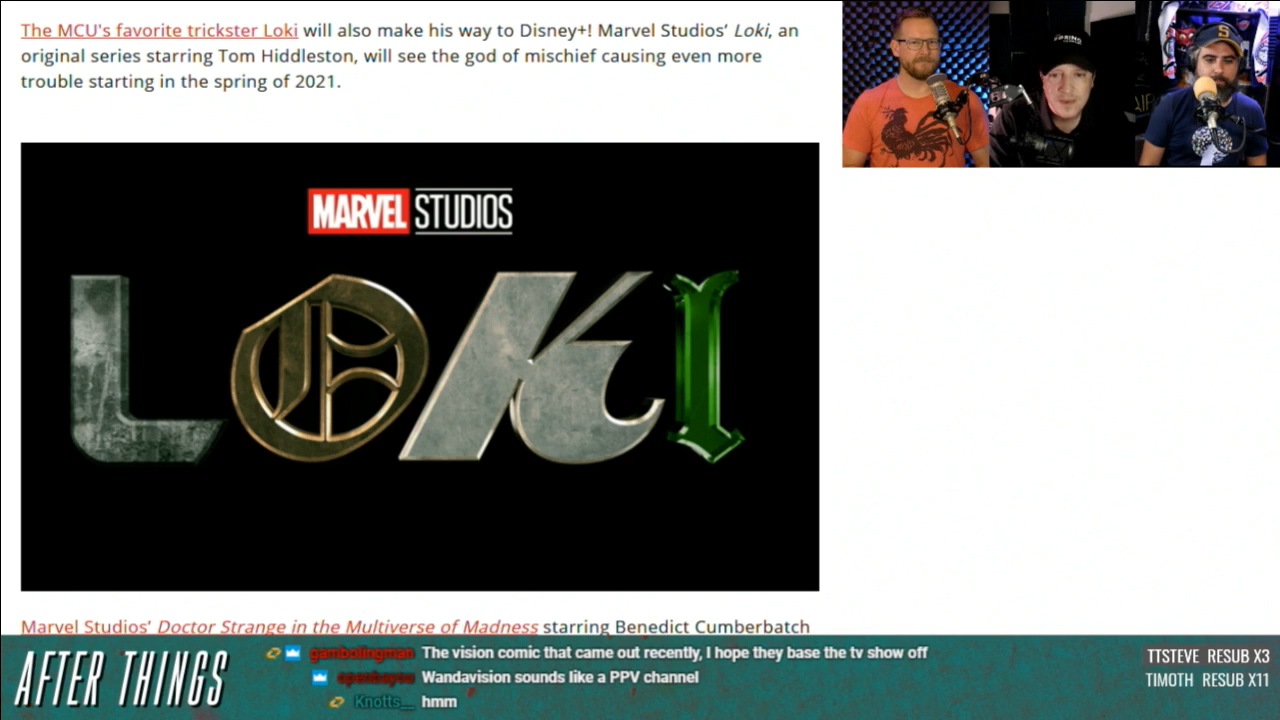 The MCU's favorite trickster Loki will also make his way to Disney+! Marvel Studios’ Loki, an
original series starring Tom Hiddleston, will see the god of mischief causing even more
trouble starting in the spring of 2021.
MARVEL STUDIOS
LOKI
Marvel Studios’ Doctor Strange in the Multiverse of Madness starring Benedict Cumberbatch
AFTER THINGS
gambolingman The vision comic that came out recently, I hope they base the tv show off
Wandavision sounds like a PPV channel
Knotts__ hmm
TTSTEVE RESUB X3
TIMOTH RESUB X11